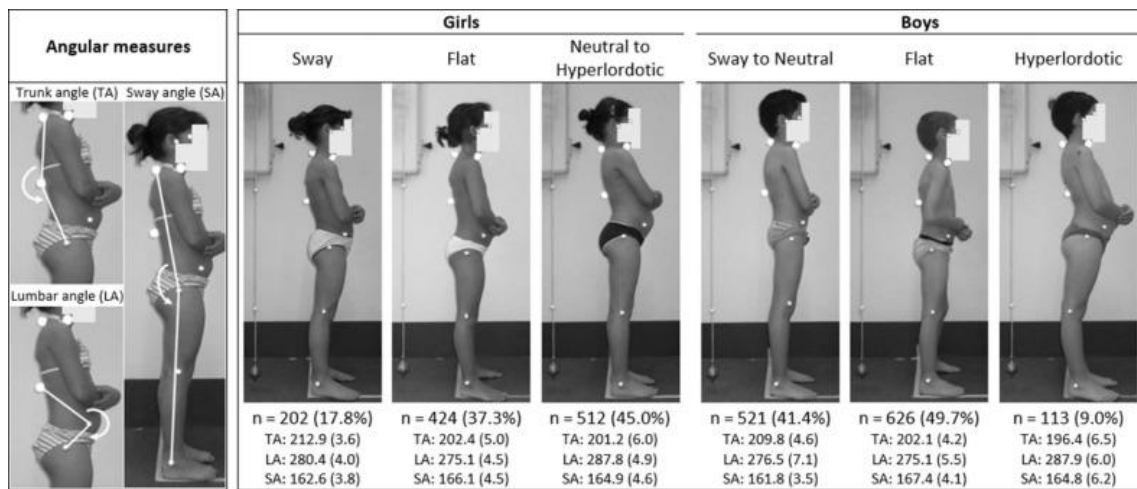 Angular measures
Trunk angle (TA)
Sway angle (SA)
Lumbar angle (LA)
Girls
Sway
Flat
Neutral to
Hyperlordotic
Boys
Sway to Neutral
Flat
Hyperlordotic
n = 202 (17.8%)
TA: 212.9 (3.6)
LA: 280.4 (4.0)
SA: 162.6 (3.8)
n = 424 (37.3%)
TA: 202.4 (5.0)
LA: 275.1 (4.5)
SA: 166.1 (4.5)
n = 512 (45.0%)
TA: 201.2 (6.0)
LA: 287.8 (4.9)
SA: 164.9 (4.6)
n = 521 (41.4%)
TA: 209.8 (4.6)
LA: 276.5 (7.1)
SA: 161.8 (3.5)
n = 626 (49.7%)
TA: 202.1 (4.2)
LA: 275.1 (5.5)
SA: 167.4 (4.1)
n = 113 (9.0%)
TA: 196.4 (6.5)
LA: 287.9 (6.0)
SA: 164.8 (6.2)